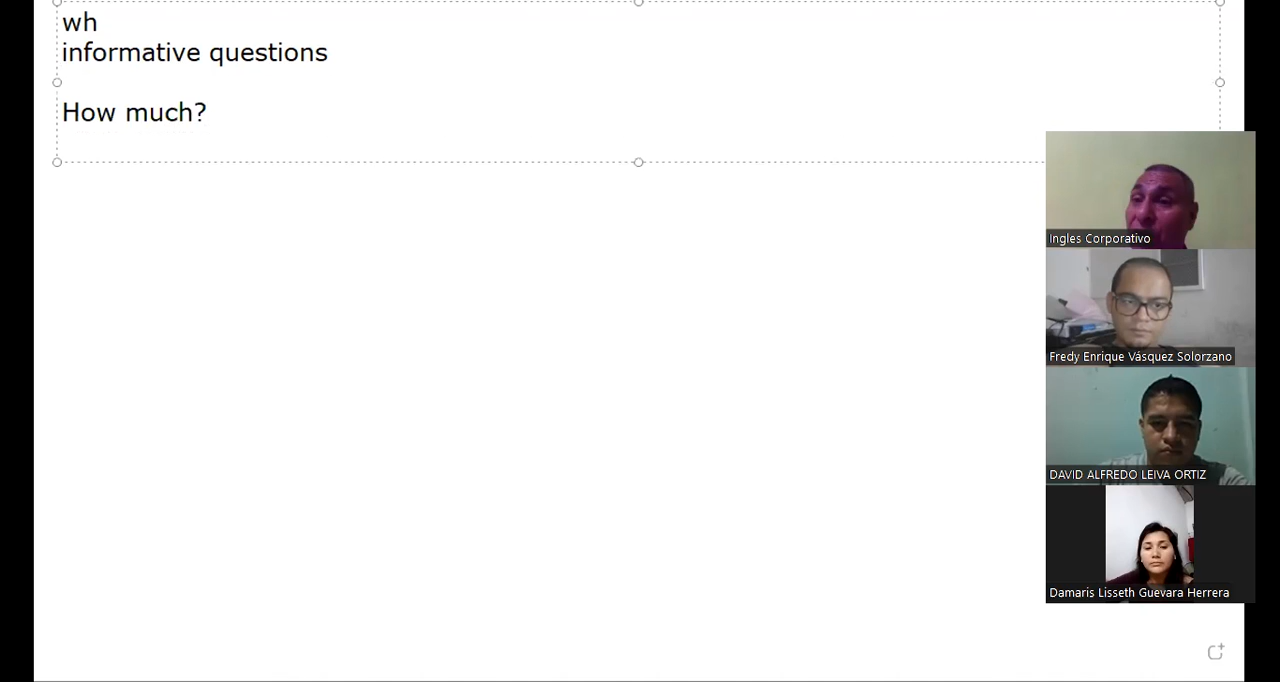 wh
informative questions
How much?
Ingles Corporativo
Fredy Enrique Vásquez Solorzano
DAVID ALFREDO LEIVA ORTIZ
Damaris Lisseth Guevara Herrera